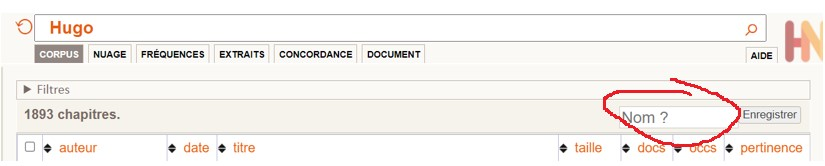 Hugo
CORPUS NUAGE FRÉQUENCES EXTRAITS CONCORDANCE DOCUMENT AIDE
Filtres
1893 chapitres. Nom ? Enregistrer
auteur date titre taille docs occs pertinence